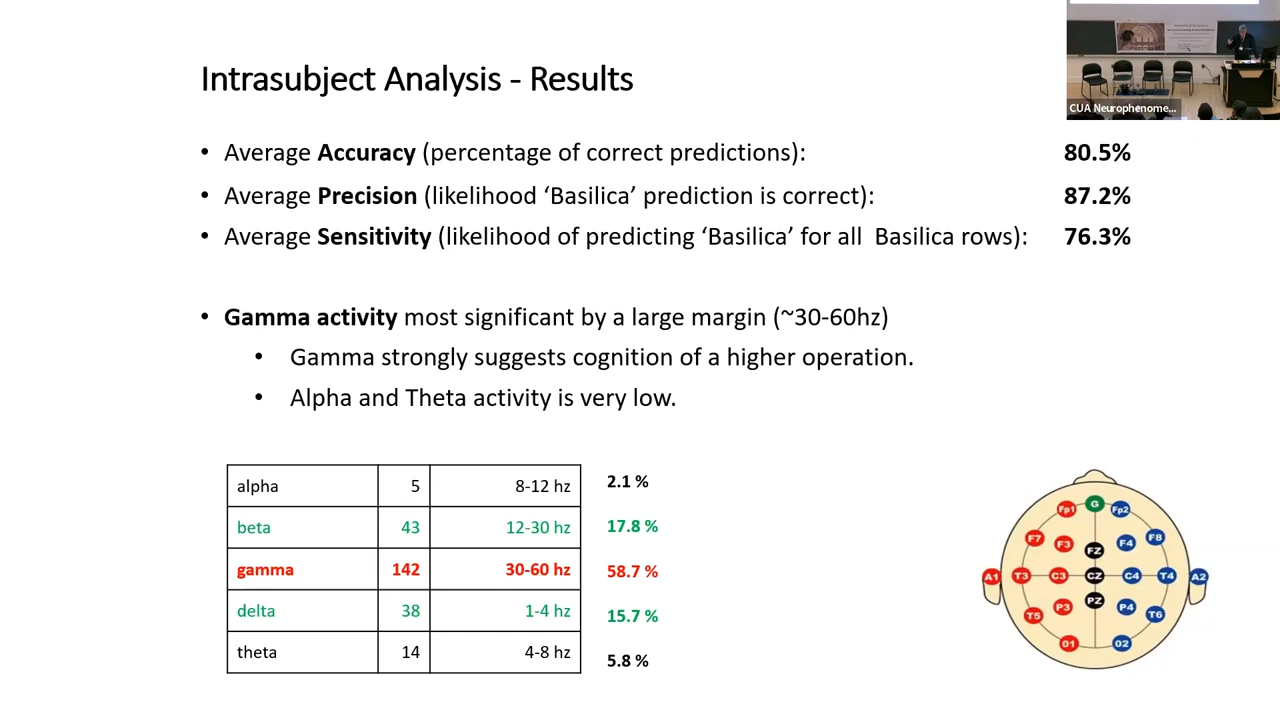 Intrasubject Analysis - Results
CUA Neurophenome...
• Average Accuracy (percentage of correct predictions): 80.5%
• Average Precision (likelihood ‘Basilica’ prediction is correct): 87.2%
• Average Sensitivity (likelihood of predicting ‘Basilica’ for all Basilica rows): 76.3%
• Gamma activity most significant by a large margin (~30-60hz)
• Gamma strongly suggests cognition of a higher operation.
• Alpha and Theta activity is very low.
alpha 5 8-12 hz 2.1 %
beta 43 12-30 hz 17.8 %
gamma 142 30-60 hz 58.7 %
delta 38 1-4 hz 15.7 %
theta 14 4-8 hz 5.8 %
Fp1 G Fp2
F7 F3 FZ F4 F8
A1 T3 C3 CZ C4 T4 A2
T5 P3 PZ P4 T6
01 02